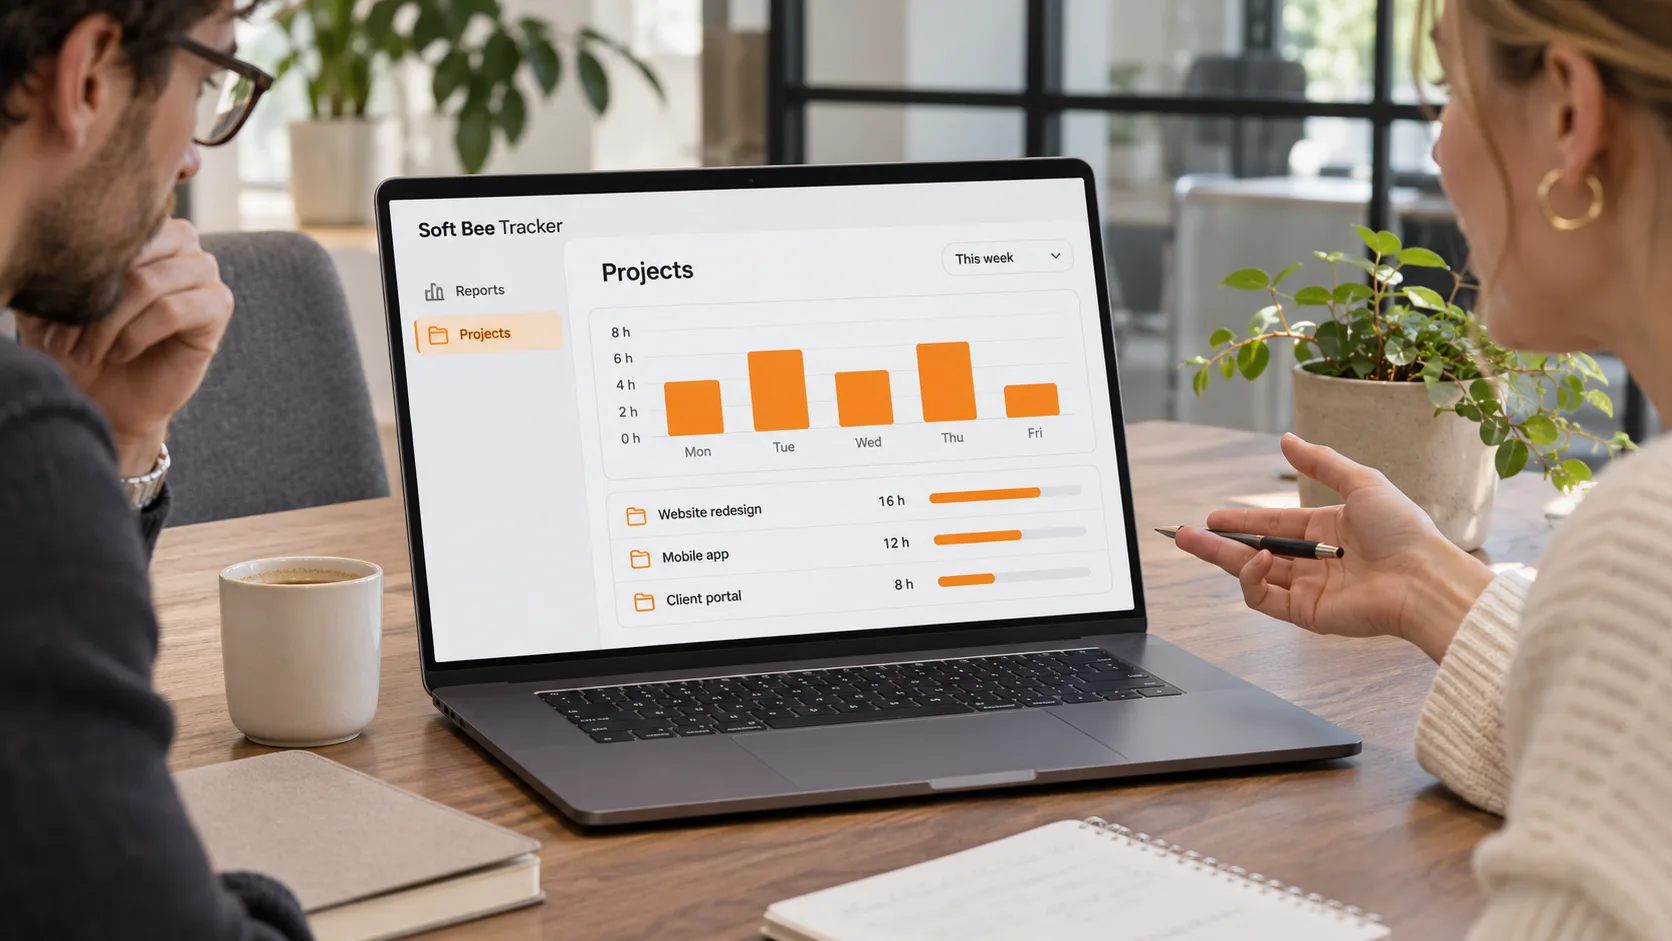 Soft Bee Tracker
Reports
Projects
Projects
This week
8 h
6 h
4 h
2 h
0 h
Mon
Tue
Wed
Thu
Fri
Website redesign
16 h
Mobile app
12 h
Client portal
8 h